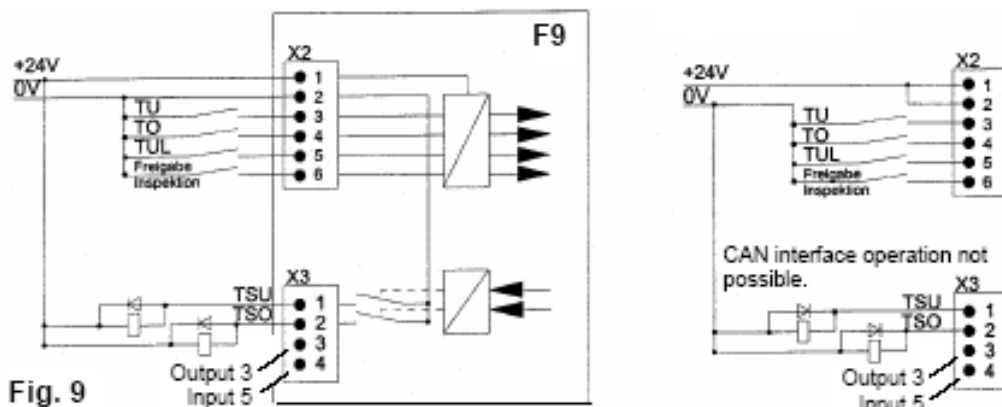 F9
X2
+24V
0V
1
2
TU
3
TO
4
TUL
5
Freigabe
Inspektion
6
X3
TSU
1
TSO
2
3
4
Output 3
Input 5
Fig. 9
X2
+24V
0V
1
2
TU
3
TO
4
TUL
5
Freigabe
Inspektion
6
CAN interface operation not
possible.
X3
TSU
1
TSO
2
3
4
Output 3
Input 5